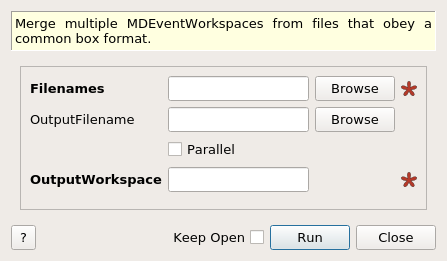 Merge multiple MDEventWorkspaces from files that obey a
common box format.
Filenames Browse
OutputFilename Browse
Parallel
OutputWorkspace
? Keep Open Run Close